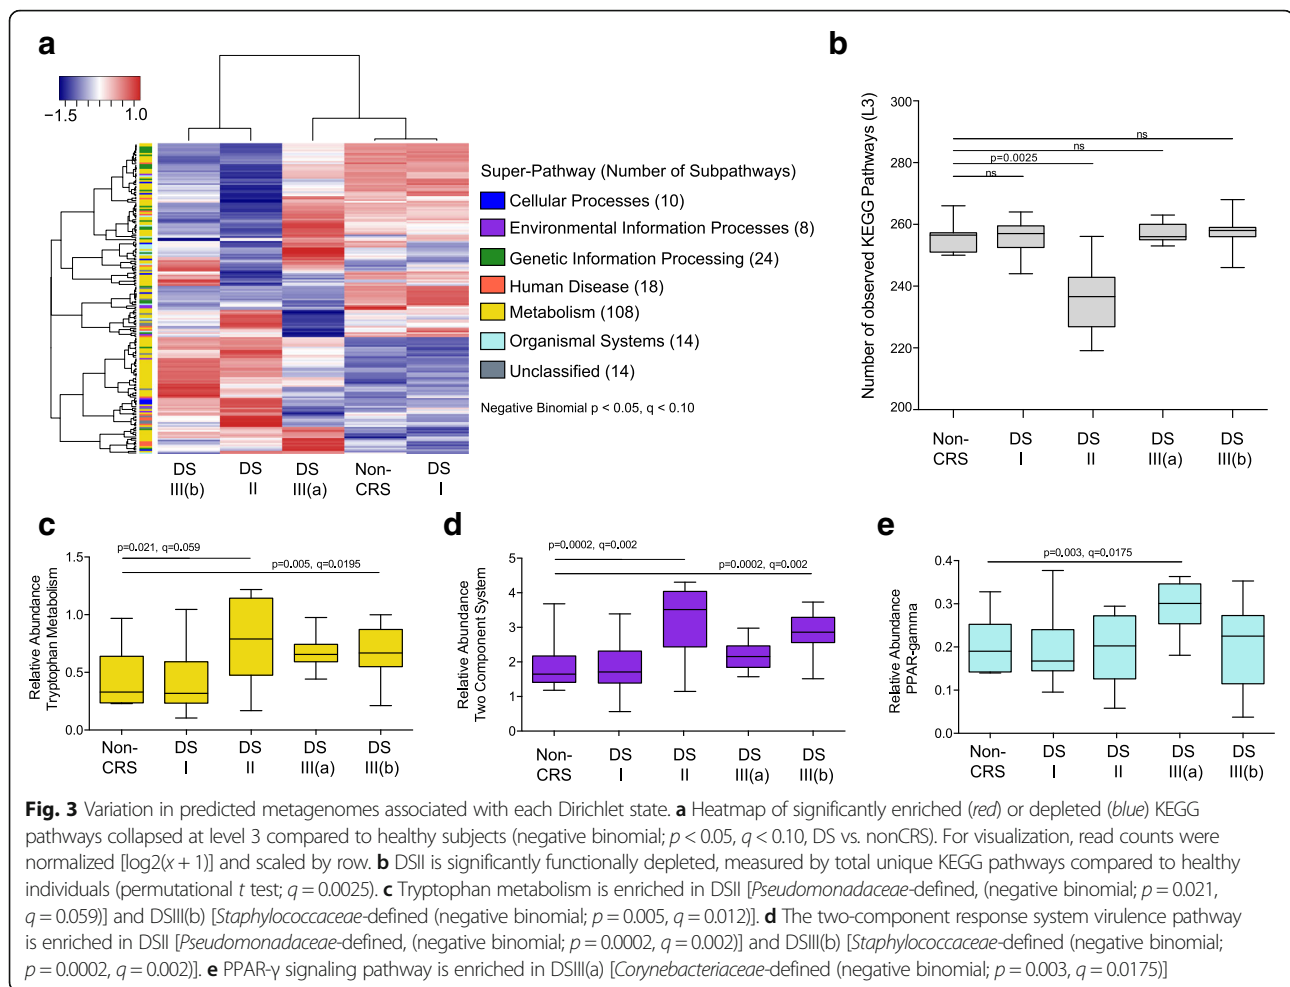 a
−1.5 1.0
Super-Pathway (Number of Subpathways)
Cellular Processes (10)
Environmental Information Processes (8)
Genetic Information Processing (24)
Human Disease (18)
Metabolism (108)
Organismal Systems (14)
Unclassified (14)
Negative Binomial p < 0.05, q < 0.10
DS DS DS Non- DS
III(b) II III(a) CRS I
b
Number of observed KEGG Pathways (L3)
300
280
260
240
220
200
ns
ns
p=0.0025
ns
Non- DS DS DS DS
CRS I II III(a) III(b)
c
Relative Abundance
Tryptophan Metabolism
1.5
1.0
0.5
0.0
p=0.021, q=0.059
p=0.005, q=0.0195
Non- DS DS DS DS
CRS I II III(a) III(b)
d
Relative Abundance
Two Component System
5
4
3
2
1
0
p=0.0002, q=0.002
p=0.0002, q=0.002
Non- DS DS DS DS
CRS I II III(a) III(b)
e
Relative Abundance
PPAR-gamma
0.4
0.3
0.2
0.1
0.0
p=0.003, q=0.0175
Non- DS DS DS DS
CRS I II III(a) III(b)
Fig. 3 Variation in predicted metagenomes associated with each Dirichlet state. a Heatmap of significantly enriched (red) or depleted (blue) KEGG
pathways collapsed at level 3 compared to healthy subjects (negative binomial; p < 0.05, q < 0.10, DS vs. nonCRS). For visualization, read counts were
normalized [log2(x + 1)] and scaled by row. b DSII is significantly functionally depleted, measured by total unique KEGG pathways compared to healthy
individuals (permutational t test; q = 0.0025). c Tryptophan metabolism is enriched in DSII [Pseudomonadaceae-defined, (negative binomial; p = 0.021,
q = 0.059)] and DSIII(b) [Staphylococcaceae-defined (negative binomial; p = 0.005, q = 0.012)]. d The two-component response system virulence pathway
is enriched in DSII [Pseudomonadaceae-defined, (negative binomial; p = 0.0002, q = 0.002)] and DSIII(b) [Staphylococcaceae-defined (negative binomial;
p = 0.0002, q = 0.002)]. e PPAR-γ signaling pathway is enriched in DSIII(a) [Corynebacteriaceae-defined (negative binomial; p = 0.003, q = 0.0175)]